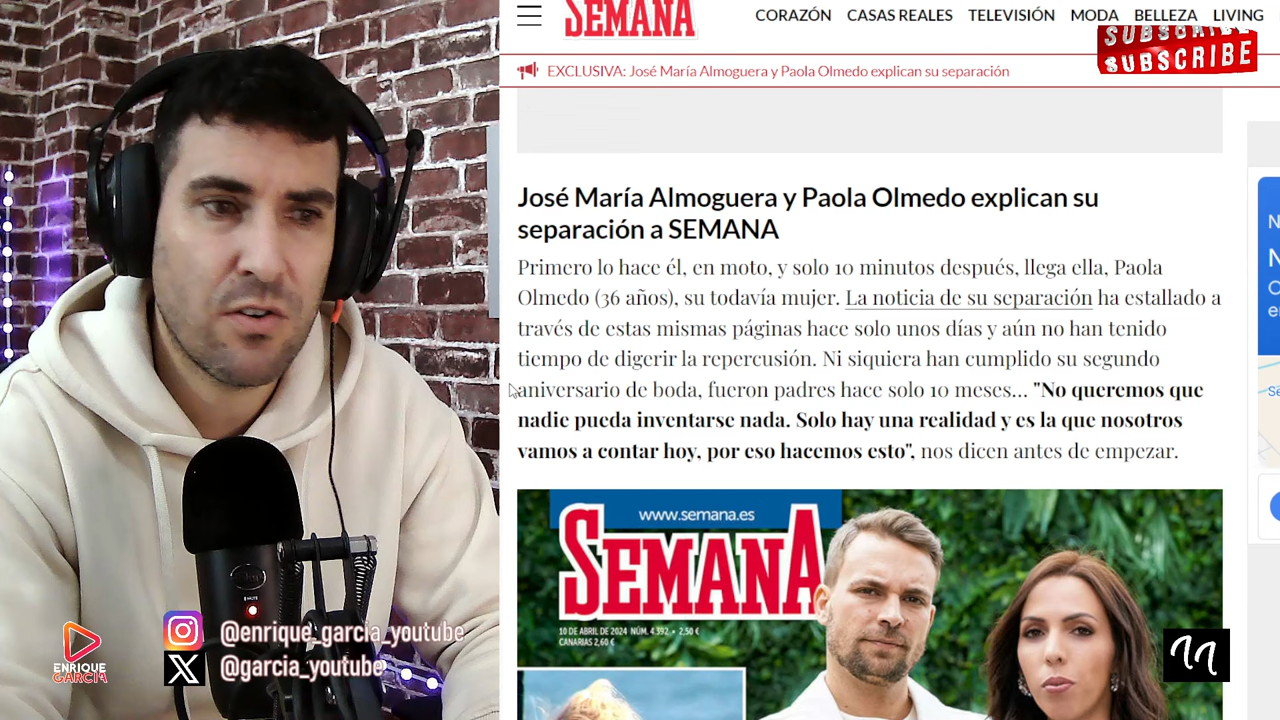 SEMANA
CORAZÓN CASAS REALES TELEVISIÓN MODA BELLEZA LIVING
SUBSCRIBE
SUBSCRIBE
EXCLUSIVA: José María Almoguera y Paola Olmedo explican su separación
José María Almoguera y Paola Olmedo explican su
separación a SEMANA
Primero lo hace él, en moto, y solo 10 minutos después, llega ella, Paola
Olmedo (36 años), su todavía mujer. La noticia de su separación ha estallado a
través de estas mismas páginas hace solo unos días y aún no han tenido
tiempo de digerir la repercusión. Ni siquiera han cumplido su segundo
aniversario de boda, fueron padres hace solo 10 meses... "No queremos que
nadie pueda inventarse nada. Solo hay una realidad y es la que nosotros
vamos a contar hoy, por eso hacemos esto", nos dicen antes de empezar.
www.semana.es
SEMANA
10 DE ABRIL DE 2024 NÚM. 4.392 • 2,50 €
CANARIAS 2,60 €
ENRIQUE
GARCIA
@enrique_garcia_youtube
@garcia_youtube